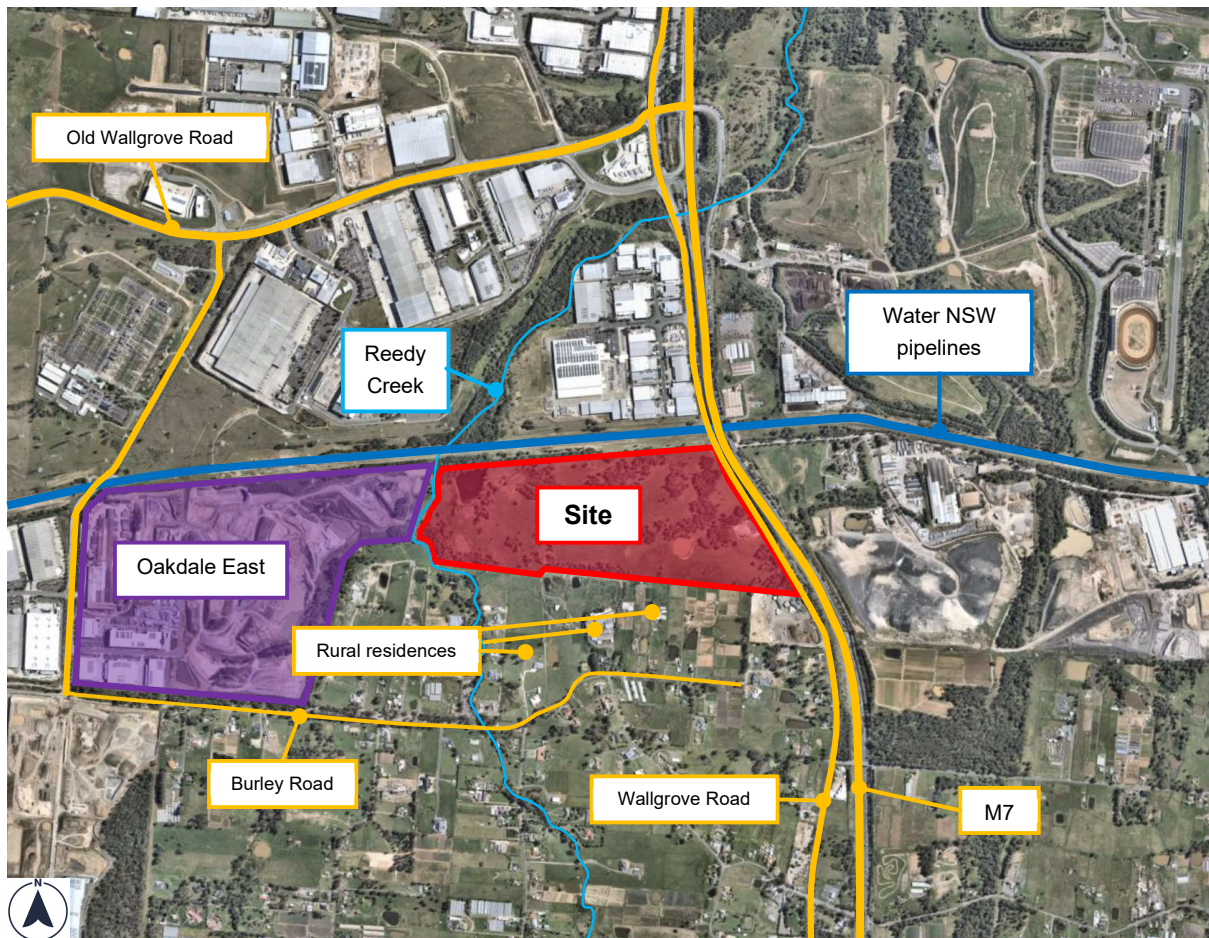 Old Wallgrove Road
Water NSW
pipelines
Reedy
Creek
Site
Oakdale East
Rural residences
Burley Road
Wallgrove Road
M7
N